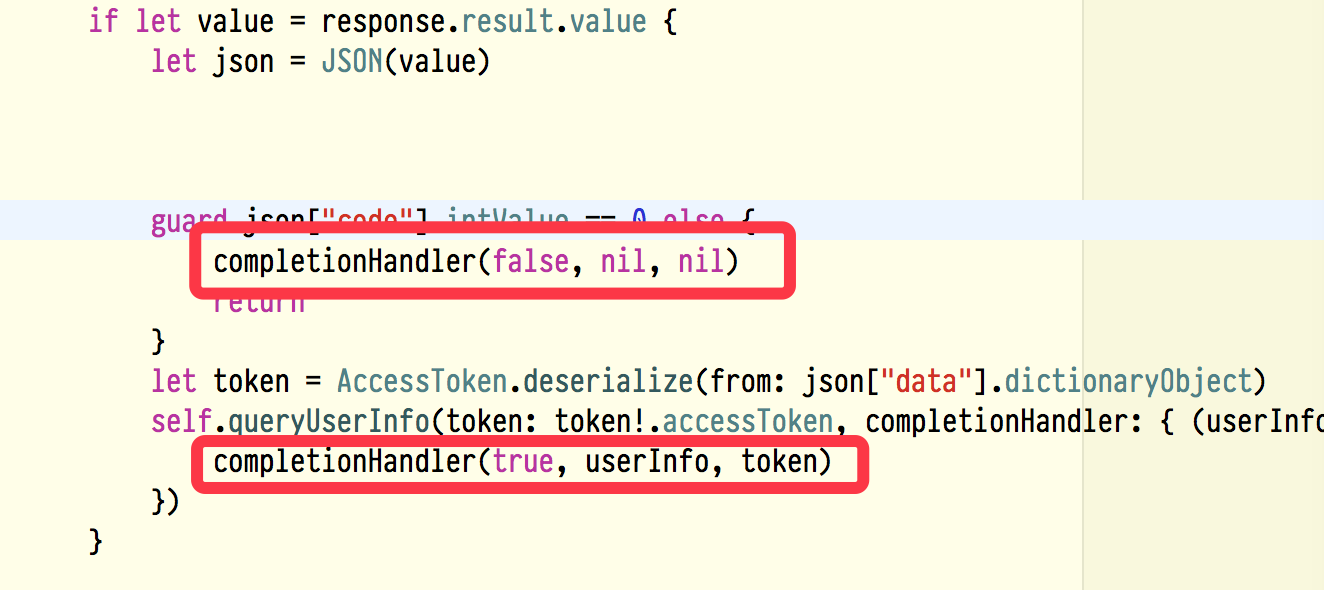 if let value = response.result.value {
let json = JSON(value)
guard json["code"].intValue == 0 else {
completionHandler(false, nil, nil)
return
}
let token = AccessToken.deserialize(from: json["data"].dictionaryObject)
self.queryUserInfo(token: token!.accessToken, completionHandler: { (userInfo
completionHandler(true, userInfo, token)
})
}